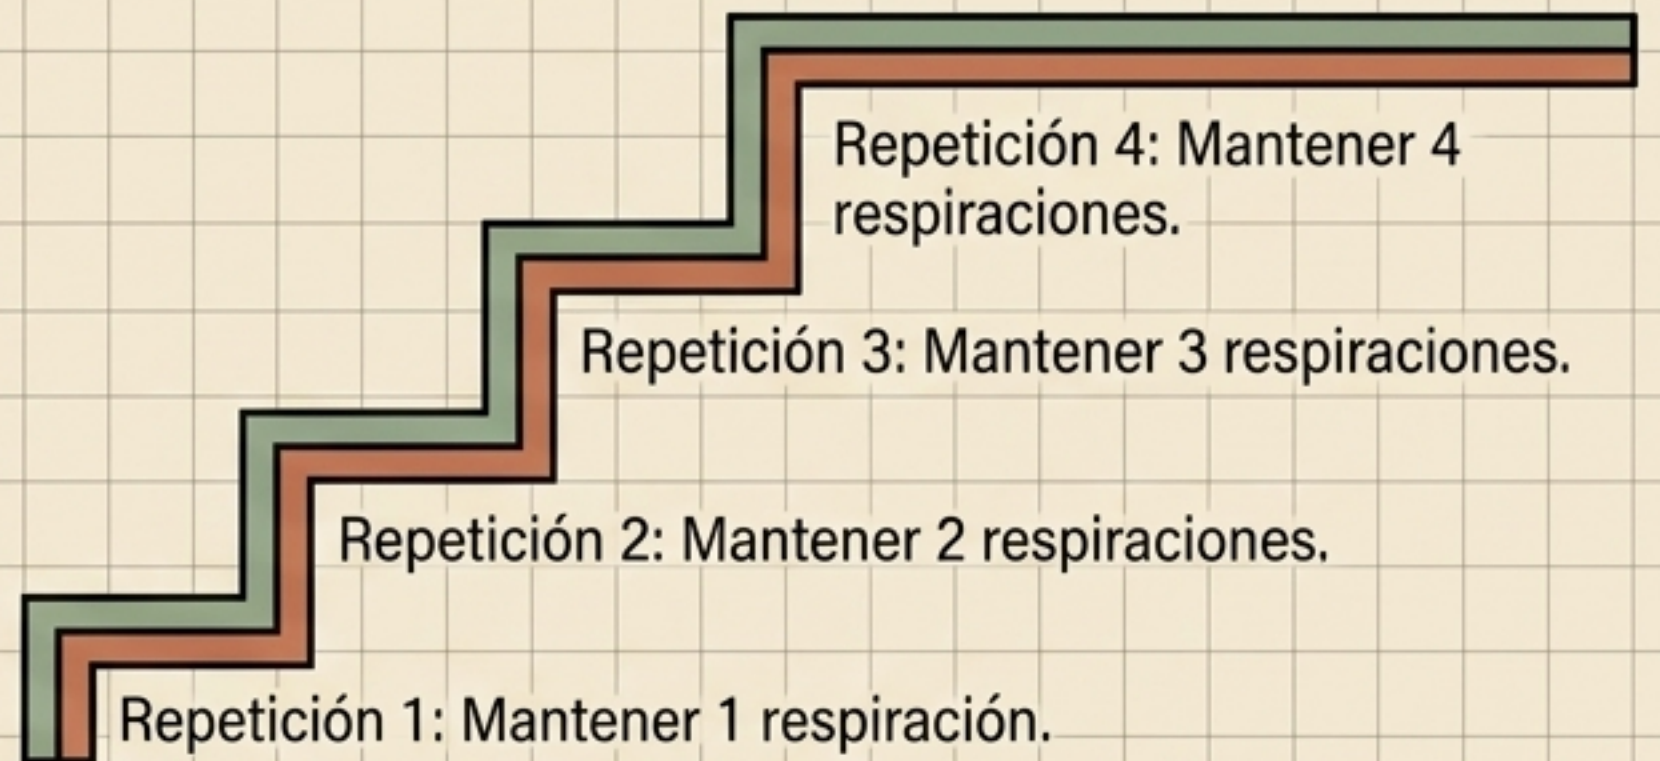 Repetición 4: Mantener 4
respiraciones.
Repetición 3: Mantener 3 respiraciones.
Repetición 2: Mantener 2 respiraciones.
Repetición 1: Mantener 1 respiración.